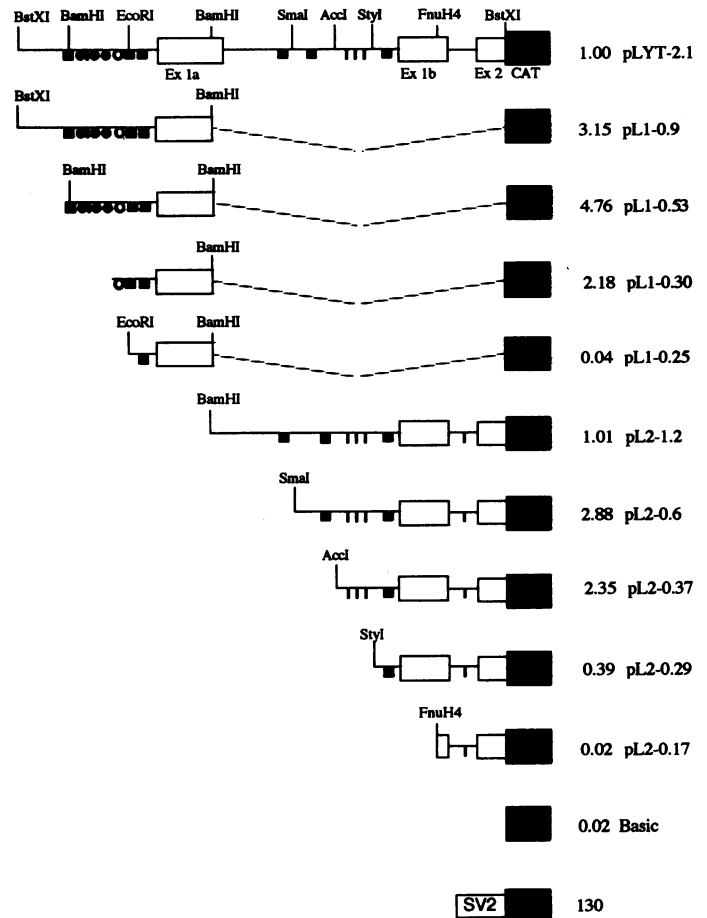 BstXI BamHI EcoRI BamHI SmaI AccI StyI FnuH4 BstXI
Ex 1a Ex 1b Ex 2 CAT
1.00 pLYT-2.1
BstXI BamHI
3.15 pL1-0.9
BamHI BamHI
4.76 pL1-0.53
BamHI
2.18 pL1-0.30
EcoRI BamHI
0.04 pL1-0.25
BamHI
1.01 pL2-1.2
SmaI
2.88 pL2-0.6
AccI
2.35 pL2-0.37
StyI
0.39 pL2-0.29
FnuH4
0.02 pL2-0.17
0.02 Basic
SV2 130